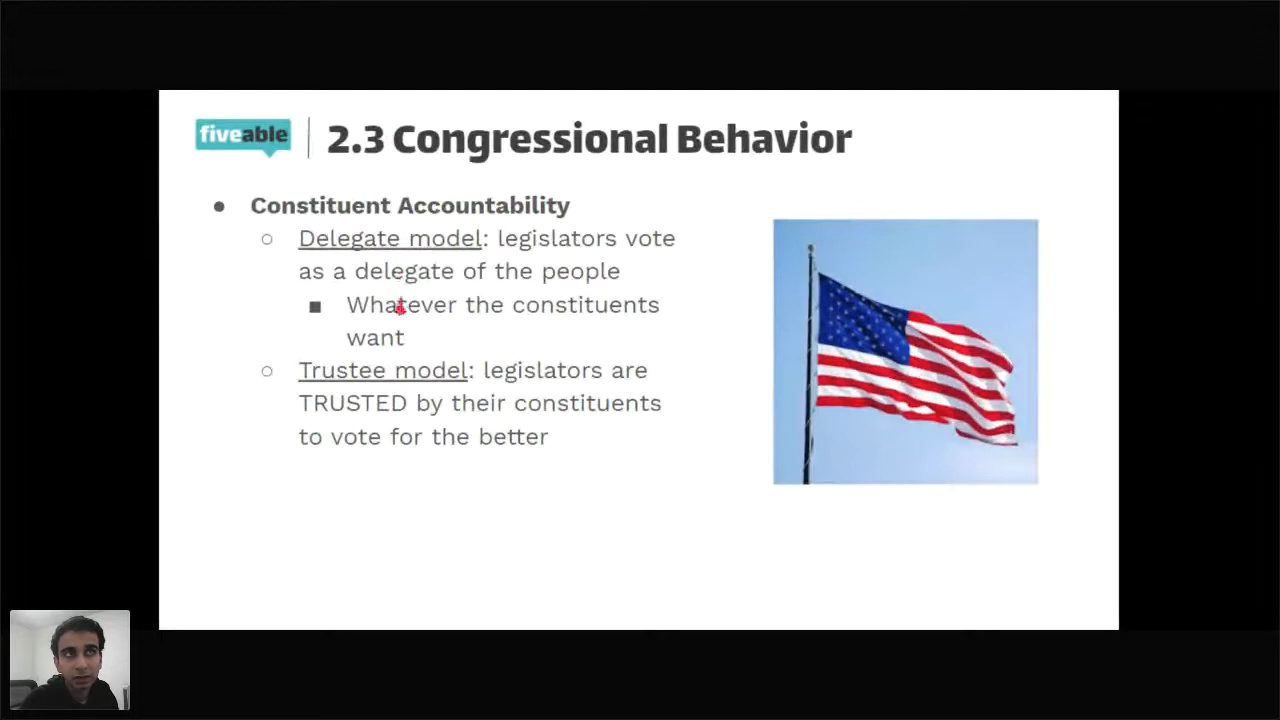 fiveable
2.3 Congressional Behavior
● Constituent Accountability
○ Delegate model: legislators vote
as a delegate of the people
■ Whatever the constituents
want
○ Trustee model: legislators are
TRUSTED by their constituents
to vote for the better